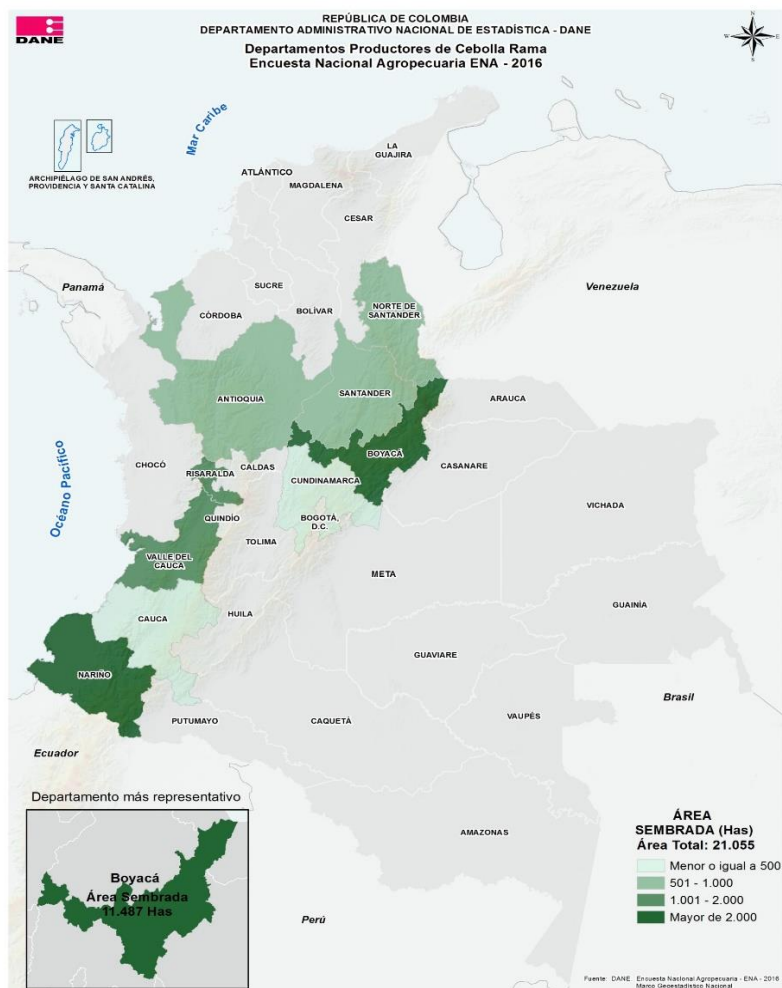 DANE
REPÚBLICA DE COLOMBIA
DEPARTAMENTO ADMINISTRATIVO NACIONAL DE ESTADÍSTICA - DANE
Departamentos Productores de Cebolla Rama
Encuesta Nacional Agropecuaria ENA - 2016
N
W
E
S
Mar Caribe
ARCHIPIÉLAGO DE SAN ANDRÉS,
PROVIDENCIA Y SANTA CATALINA
LA
GUAJIRA
ATLÁNTICO
MAGDALENA
CESAR
Panamá
SUCRE
Venezuela
CÓRDOBA
BOLÍVAR
NORTE DE
SANTANDER
ANTIOQUIA
SANTANDER
ARAUCA
Océano Pacífico
CHOCÓ
RISARALDA
CALDAS
BOYACÁ
CUNDINAMARCA
CASANARE
QUINDÍO
BOGOTÁ,
D.C.
VICHADA
TOLIMA
VALLE DEL
CAUCA
META
GUAINÍA
CAUCA
HUILA
GUAVIARE
NARIÑO
Brasil
PUTUMAYO
CAQUETÀ
VAUPÉS
Ecuador
Departamento más representativo
Boyacá
Área Sembrada
11.487 Has
AMAZONAS
Perú
ÁREA
SEMBRADA (Has)
Área Total: 21.055
Menor o igual a 500
501 - 1.000
1.001 - 2.000
Mayor de 2.000
Fuente: DANE Encuesta Nacional Agropecuaria - ENA - 2016
Marco Geoestadístico Nacional